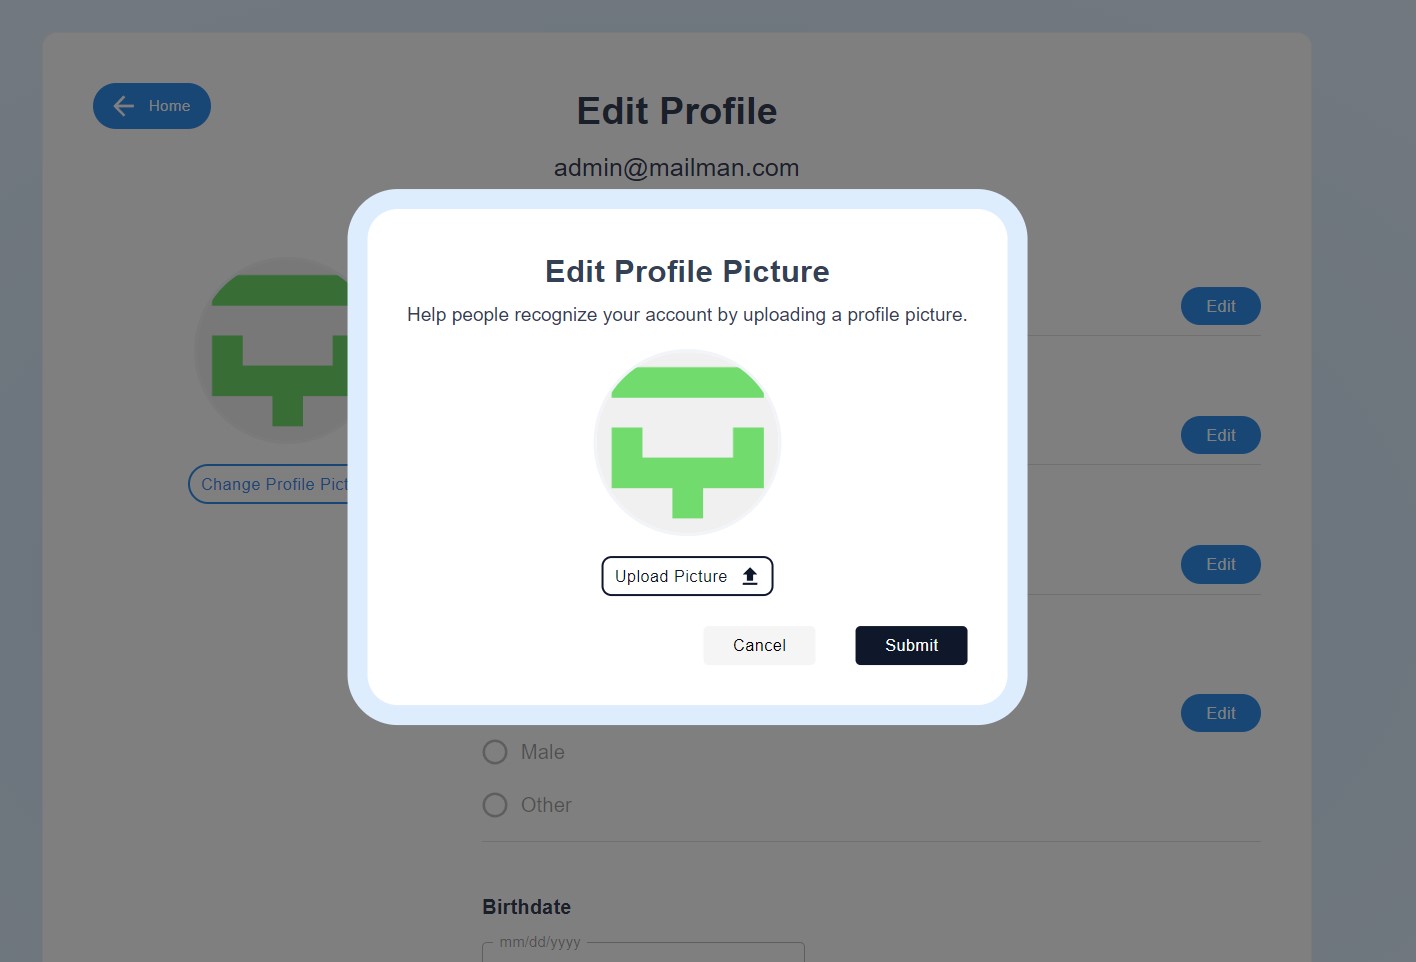 Home
Edit Profile
admin@mailman.com
Edit Profile Picture
Help people recognize your account by uploading a profile picture.
Edit
Edit
Change Profile Pict
Upload Picture
Edit
Cancel
Submit
Edit
Male
Other
Birthdate
mm/dd/yyyy